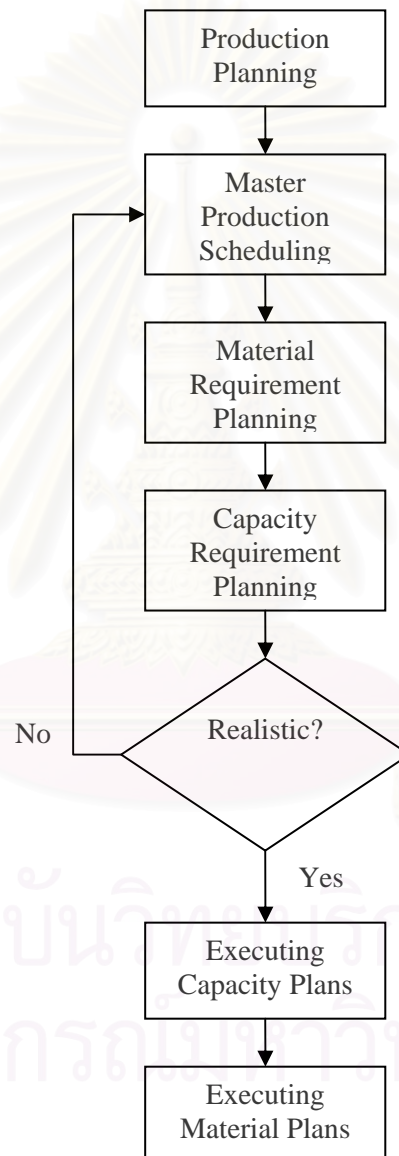 Production
Planning
Master
Production
Scheduling
Material
Requirement
Planning
Capacity
Requirement
Planning
Realistic?
No
Yes
Executing
Capacity Plans
Executing
Material Plans